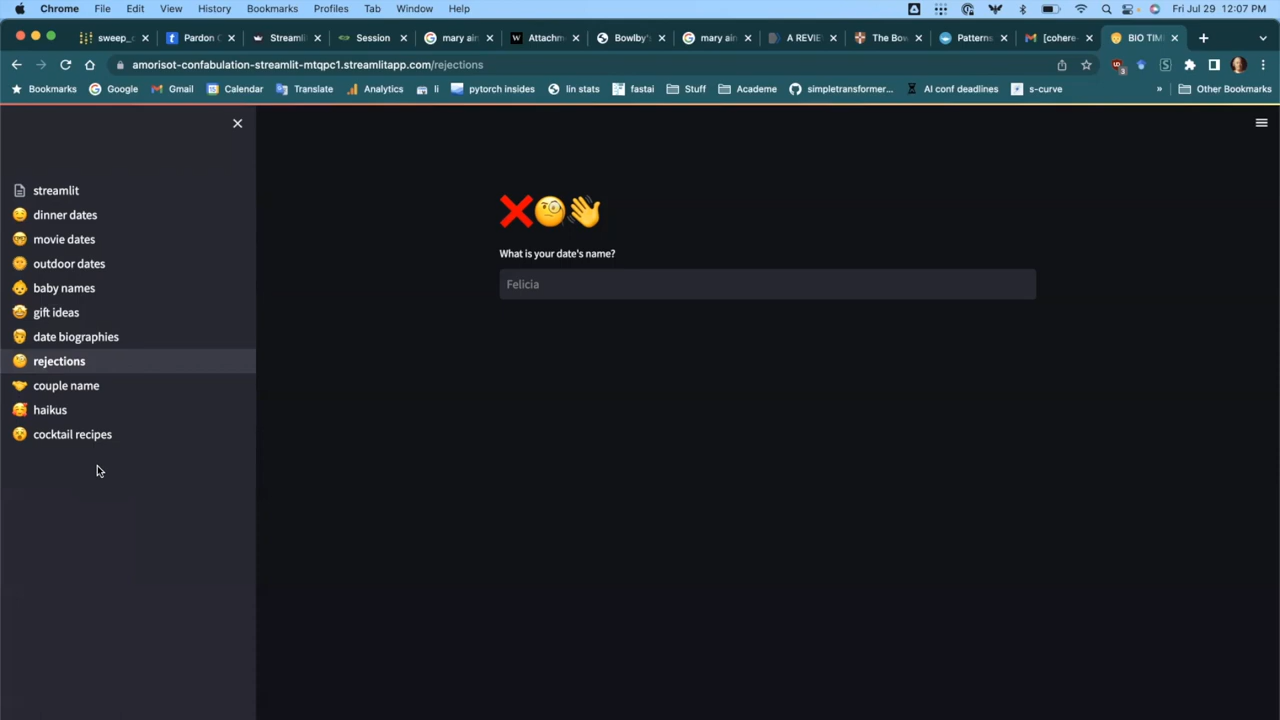 Chrome File Edit View History Bookmarks Profiles Tab Window Help Fri Jul 29 12:07 PM
sweep_c Pardon O Streamli Session mary ain Attachm Bowlby's mary ain A REVIE The Bow Patterns [cohere BIO TIM
amorisot-confabulation-streamlit-mtqpc1.streamlitapp.com/rejections
Bookmarks Google Gmail Calendar Translate Analytics li pytorch insides lin stats fastai Stuff Academe simpletransformer... AI conf deadlines s-curve » Other Bookmarks
streamlit
dinner dates
movie dates
outdoor dates
baby names
gift ideas
date biographies
rejections
couple name
haikus
cocktail recipes
What is your date's name?
Felicia